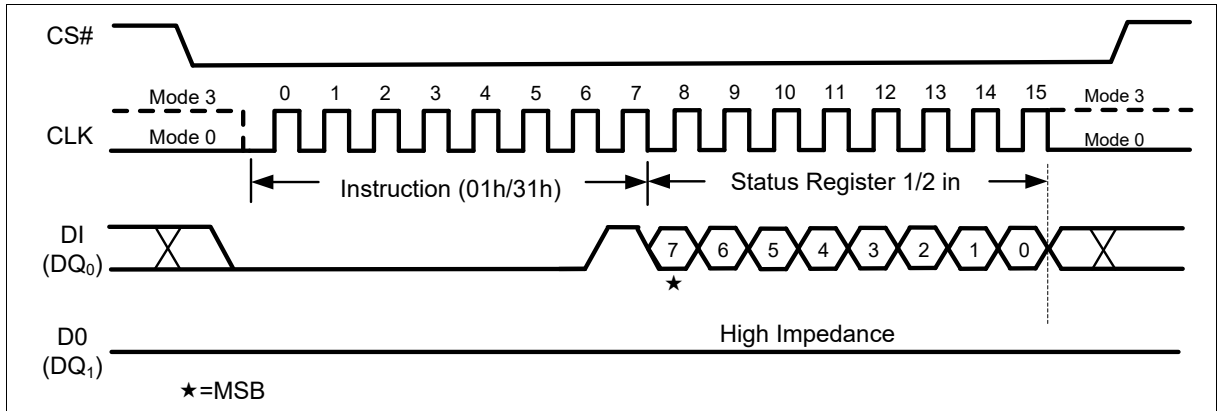 CS#
Mode 3 0 1 2 3 4 5 6 7 8 9 10 11 12 13 14 15 Mode 3
CLK Mode 0 Mode 0
Instruction (01h/31h) Status Register 1/2 in
DI
(DQ₀) 7 6 5 4 3 2 1 0
★
D0 High Impedance
(DQ₁)
★=MSB